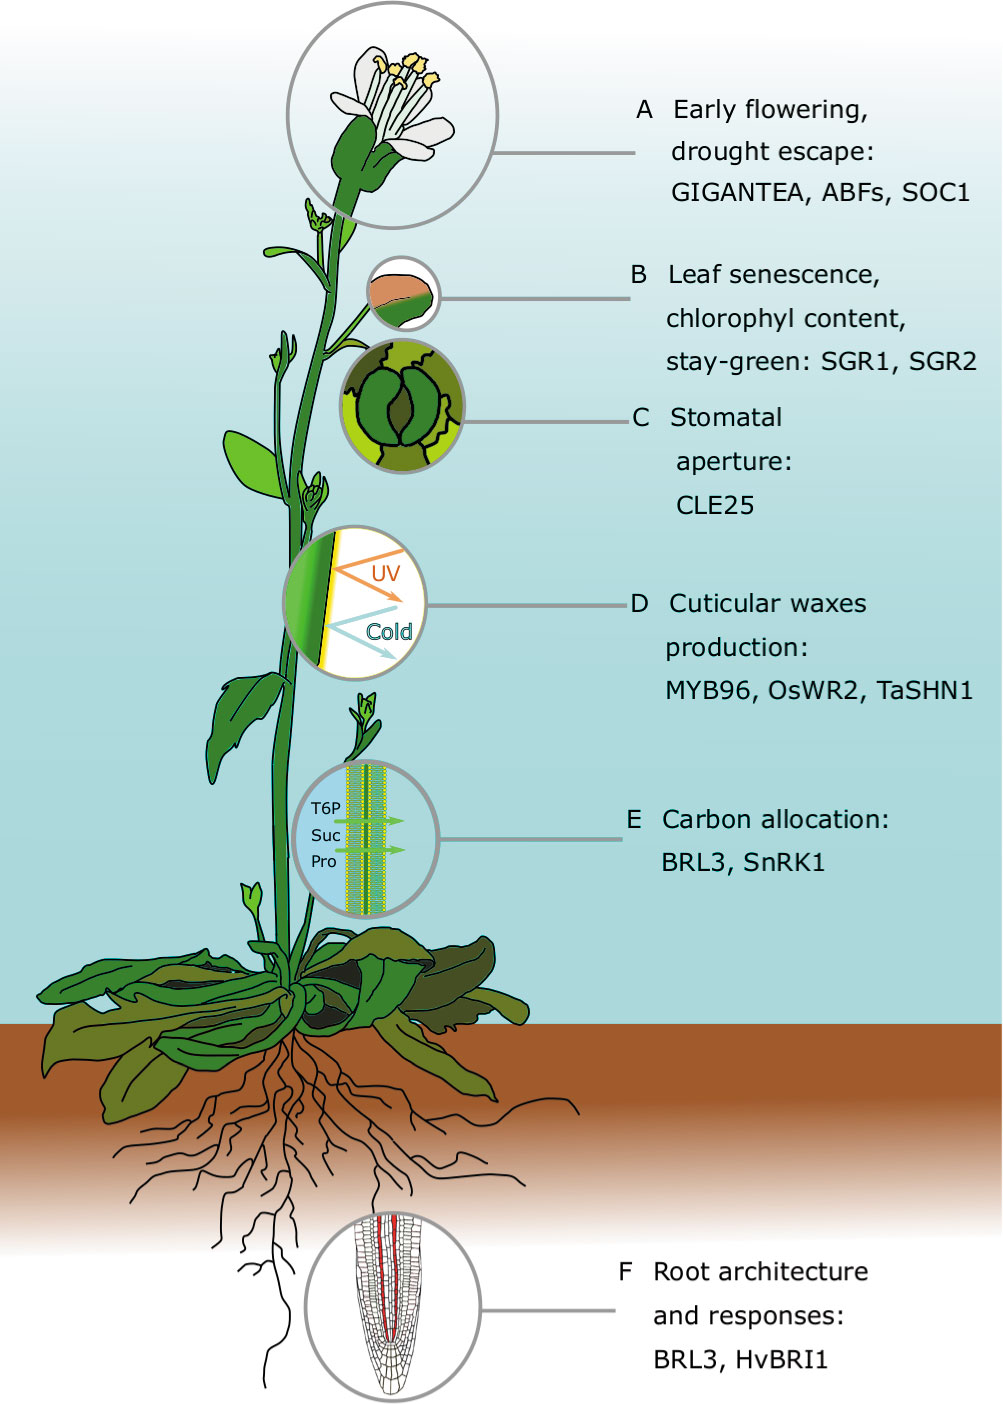 A Early flowering,
drought escape:
GIGANTEA, ABFs, SOC1
B Leaf senescence,
chlorophyl content,
stay-green: SGR1, SGR2
C Stomatal
aperture:
CLE25
UV
Cold
D Cuticular waxes
production:
MYB96, OsWR2, TaSHN1
T6P
Suc
Pro
E Carbon allocation:
BRL3, SnRK1
F Root architecture
and responses:
BRL3, HvBRI1